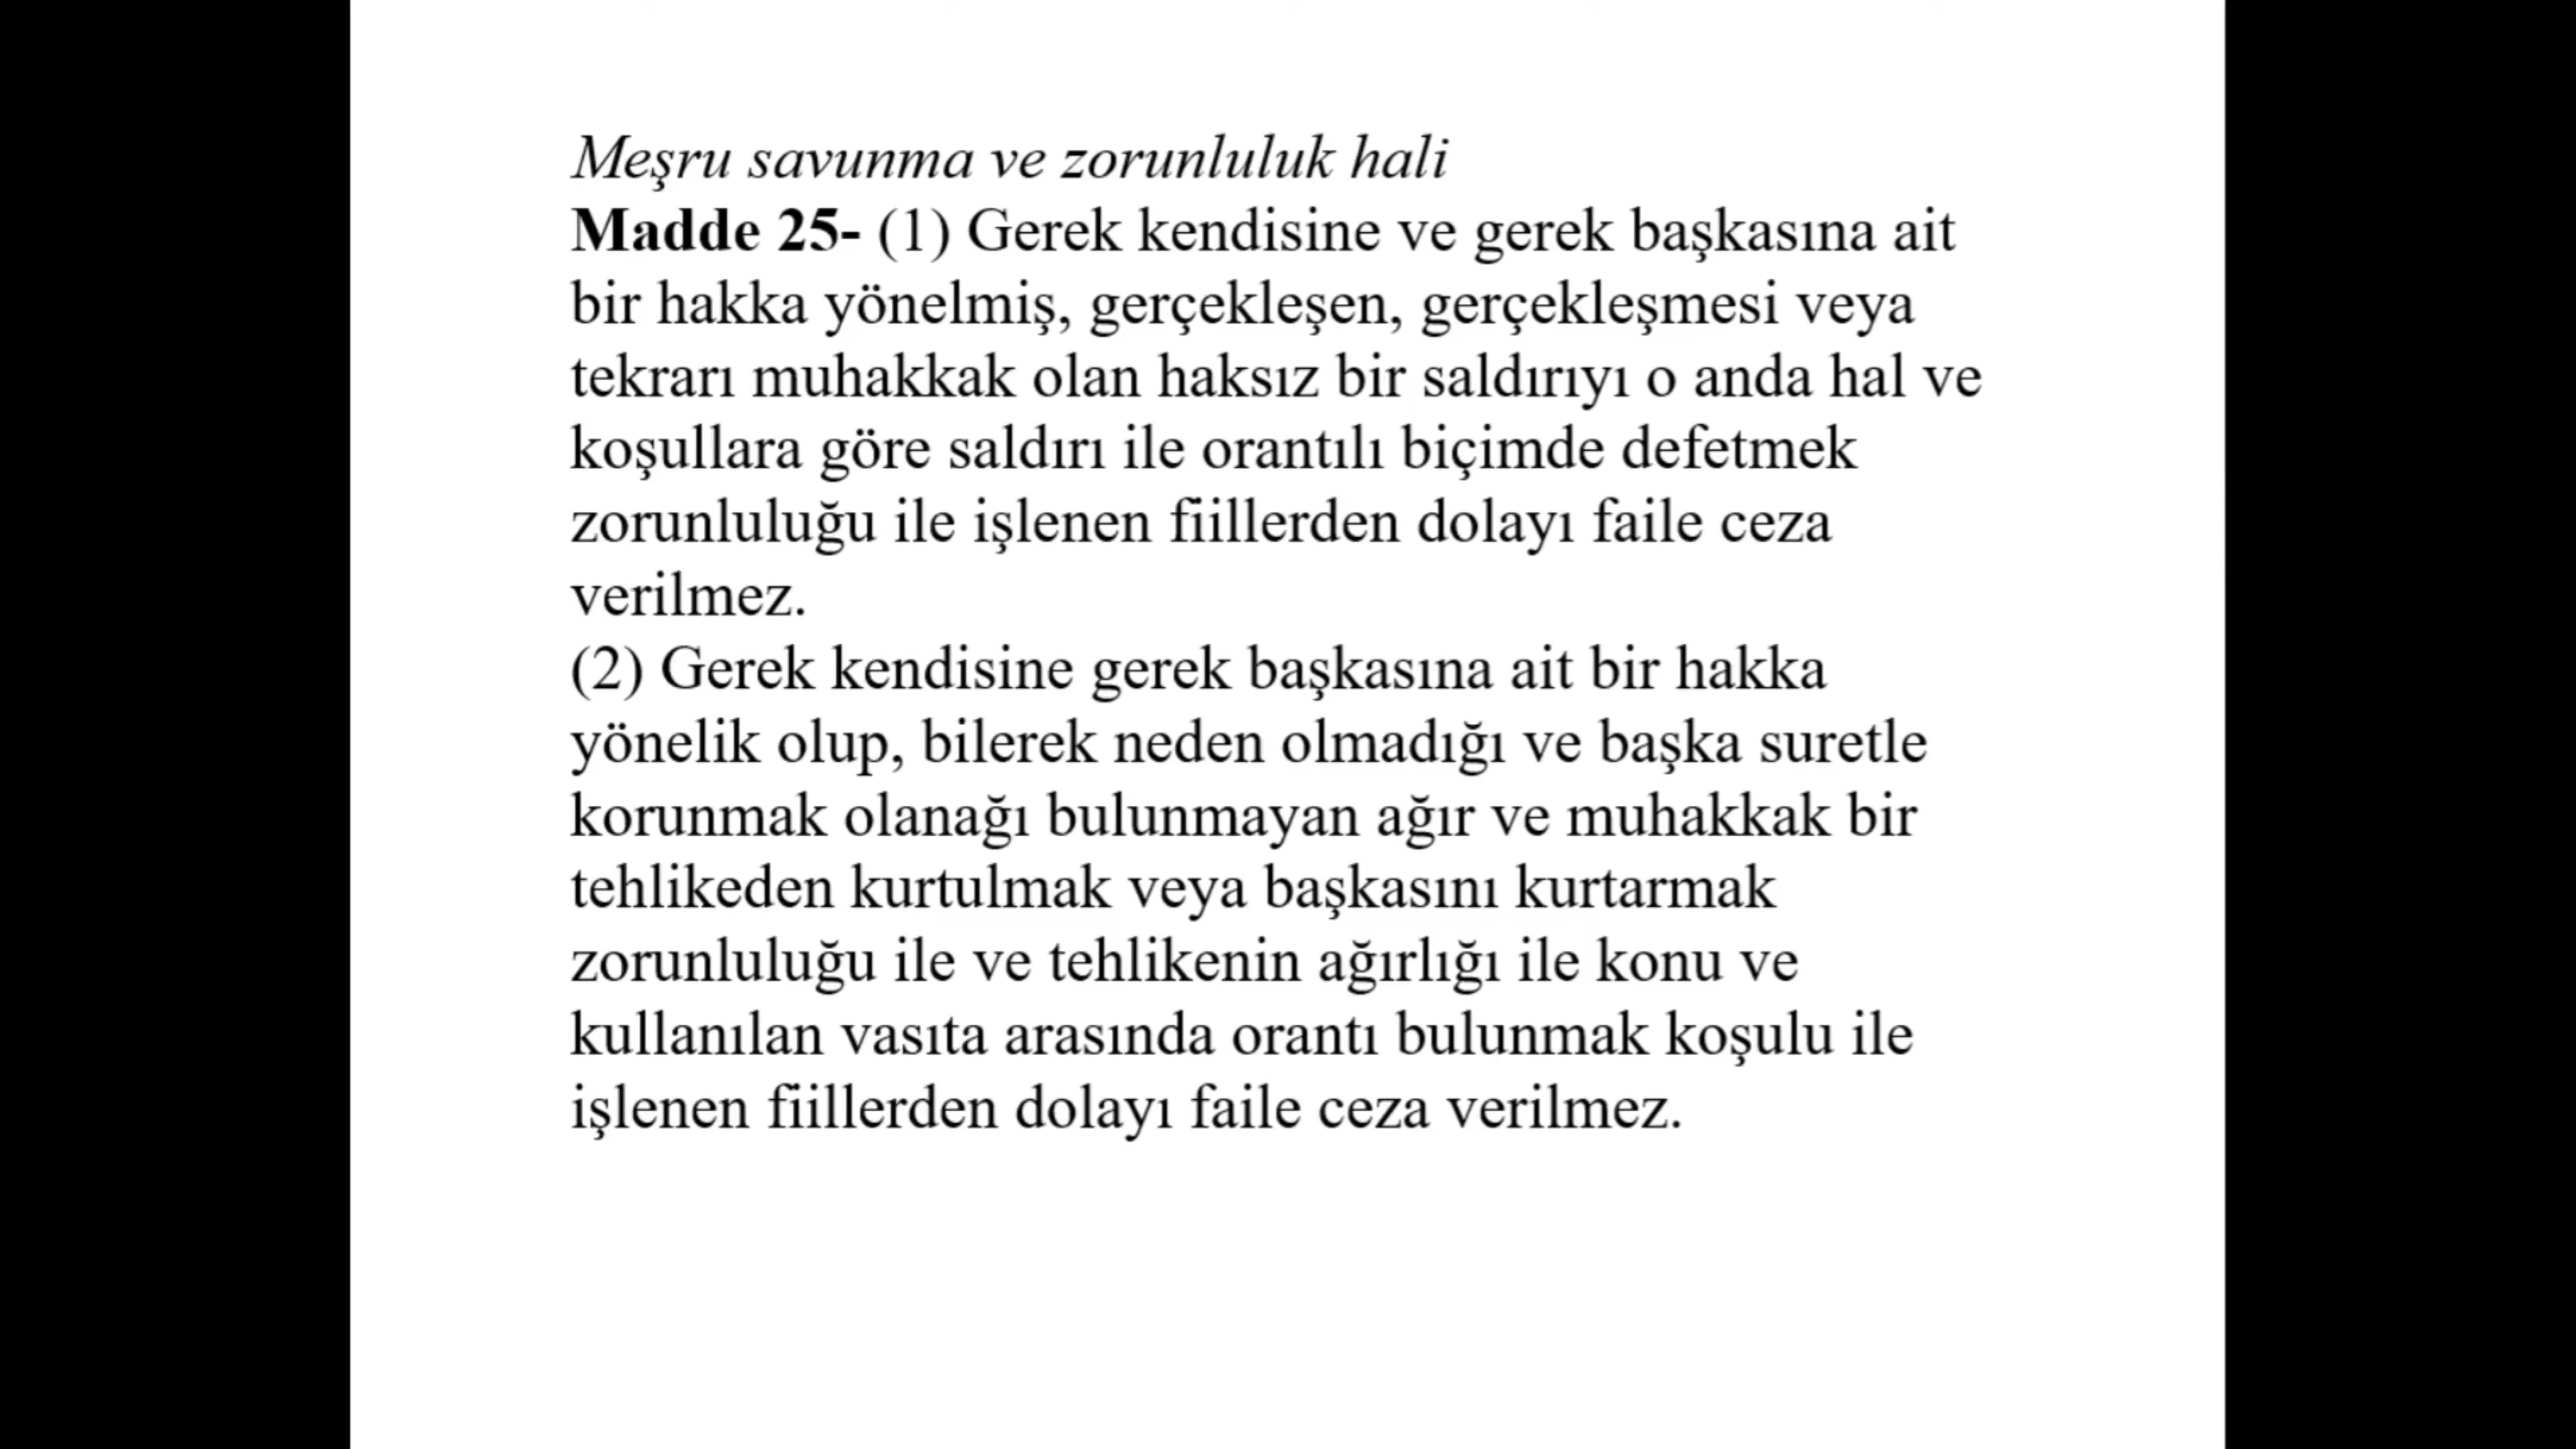 Meşru savunma ve zorunluluk hali
Madde 25- (1) Gerek kendisine ve gerek başkasına ait
bir hakka yönelmiş, gerçekleşen, gerçekleşmesi veya
tekrarı muhakkak olan haksız bir saldırıyı o anda hal ve
koşullara göre saldırı ile orantılı biçimde defetmek
zorunluluğu ile işlenen fiillerden dolayı faile ceza
verilmez.
(2) Gerek kendisine gerek başkasına ait bir hakka
yönelik olup, bilerek neden olmadığı ve başka suretle
korunmak olanağı bulunmayan ağır ve muhakkak bir
tehlikeden kurtulmak veya başkasını kurtarmak
zorunluluğu ile ve tehlikenin ağırlığı ile konu ve
kullanılan vasıta arasında orantı bulunmak koşulu ile
işlenen fiillerden dolayı faile ceza verilmez.